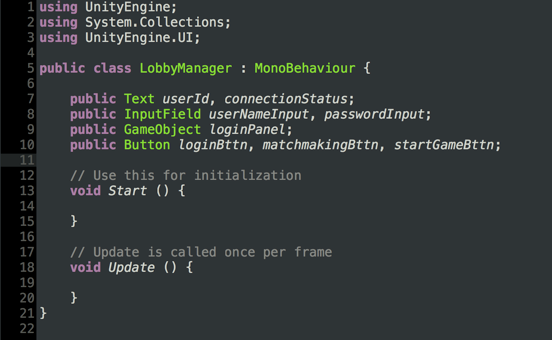 1 using UnityEngine;
2 using System.Collections;
3 using UnityEngine.UI;
4
5 public class LobbyManager : MonoBehaviour {
6
7     public Text userId, connectionStatus;
8     public InputField userNameInput, passwordInput;
9     public GameObject loginPanel;
10     public Button loginBttn, matchmakingBttn, startGameBttn;
11
12     // Use this for initialization
13     void Start () {
14
15     }
16
17     // Update is called once per frame
18     void Update () {
19
20     }
21 }
22